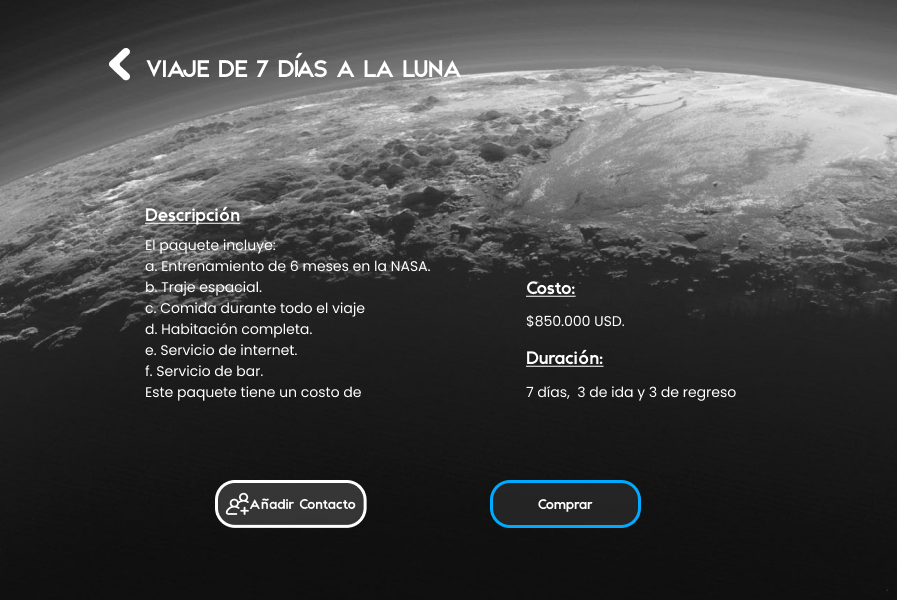 VIAJE DE 7 DÍAS A LA LUNA
Descripción
El paquete incluye:
a. Entrenamiento de 6 meses en la NASA.
b. Traje espacial.
c. Comida durante todo el viaje
d. Habitación completa.
e. Servicio de internet.
f. Servicio de bar.
Este paquete tiene un costo de
Costo:
$850.000 USD.
Duración:
7 días,  3 de ida y 3 de regreso
Añadir Contacto
Comprar